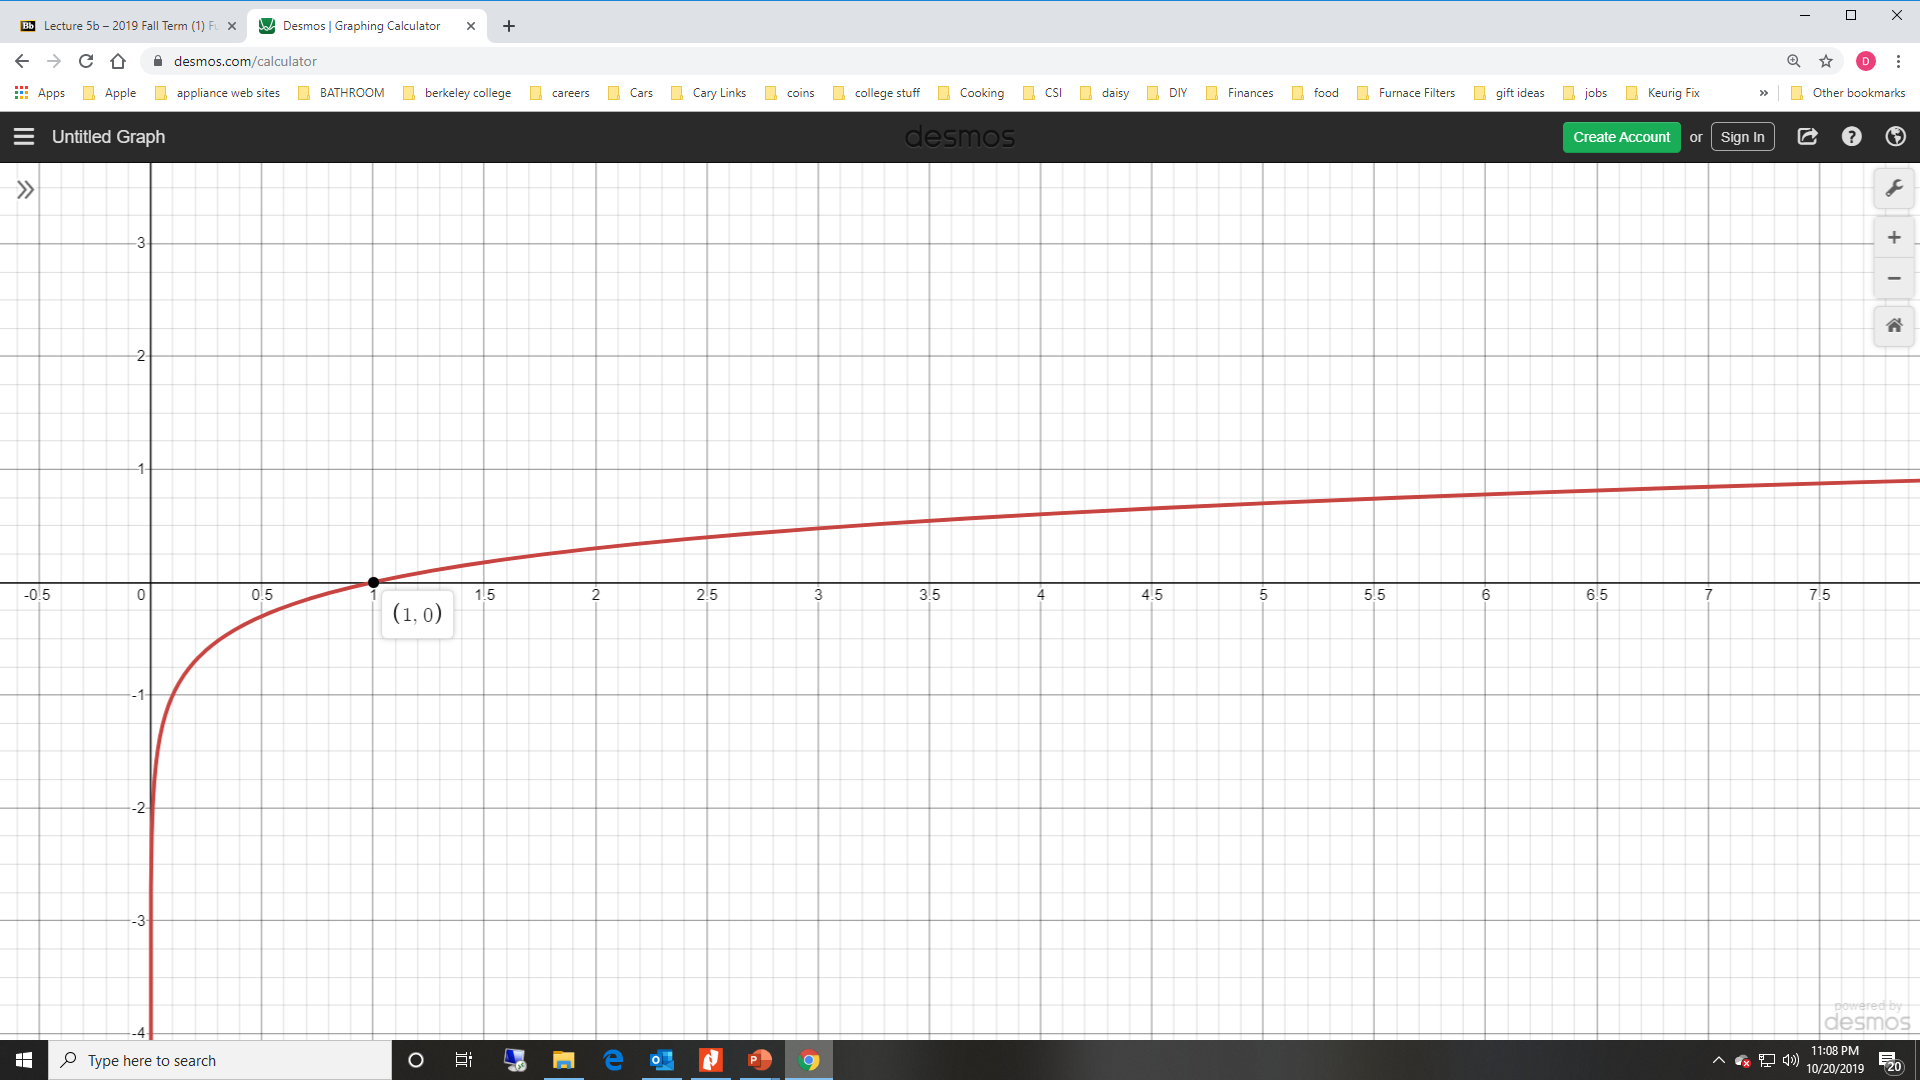 Bb Lecture 5b – 2019 Fall Term (1) Fu
Desmos | Graphing Calculator
desmos.com/calculator
D
Apps Apple appliance web sites BATHROOM berkeley college careers Cars Cary Links coins college stuff Cooking CSI daisy DIY Finances food Furnace Filters gift ideas jobs Keurig Fix » Other bookmarks
Untitled Graph
desmos
Create Account or Sign In
3
2
1
-0.5 0 0.5 1 1.5 2 2.5 3 3.5 4 4.5 5 5.5 6 6.5 7 7.5
(1, 0)
-1
-2
-3
-4
powered by
desmos
Type here to search
11:08 PM
10/20/2019
20